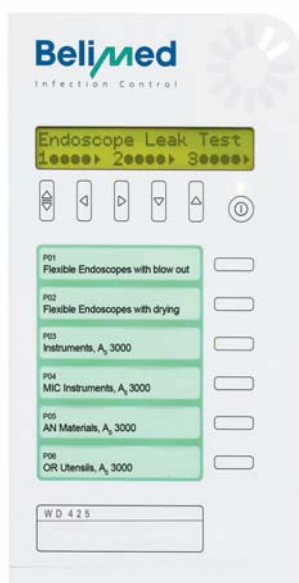 Belimed
Infection Control
Endoscope Leak Test
1●●●●▸ 2●●●●▸ 3●●●●▸
P01
Flexible Endoscopes with blow out
P02
Flexible Endoscopes with drying
P03
Instruments, A₀ 3000
P04
MIC Instruments, A₀ 3000
P05
AN Materials, A₀ 3000
P06
OR Utensils, A₀ 3000
WD 425